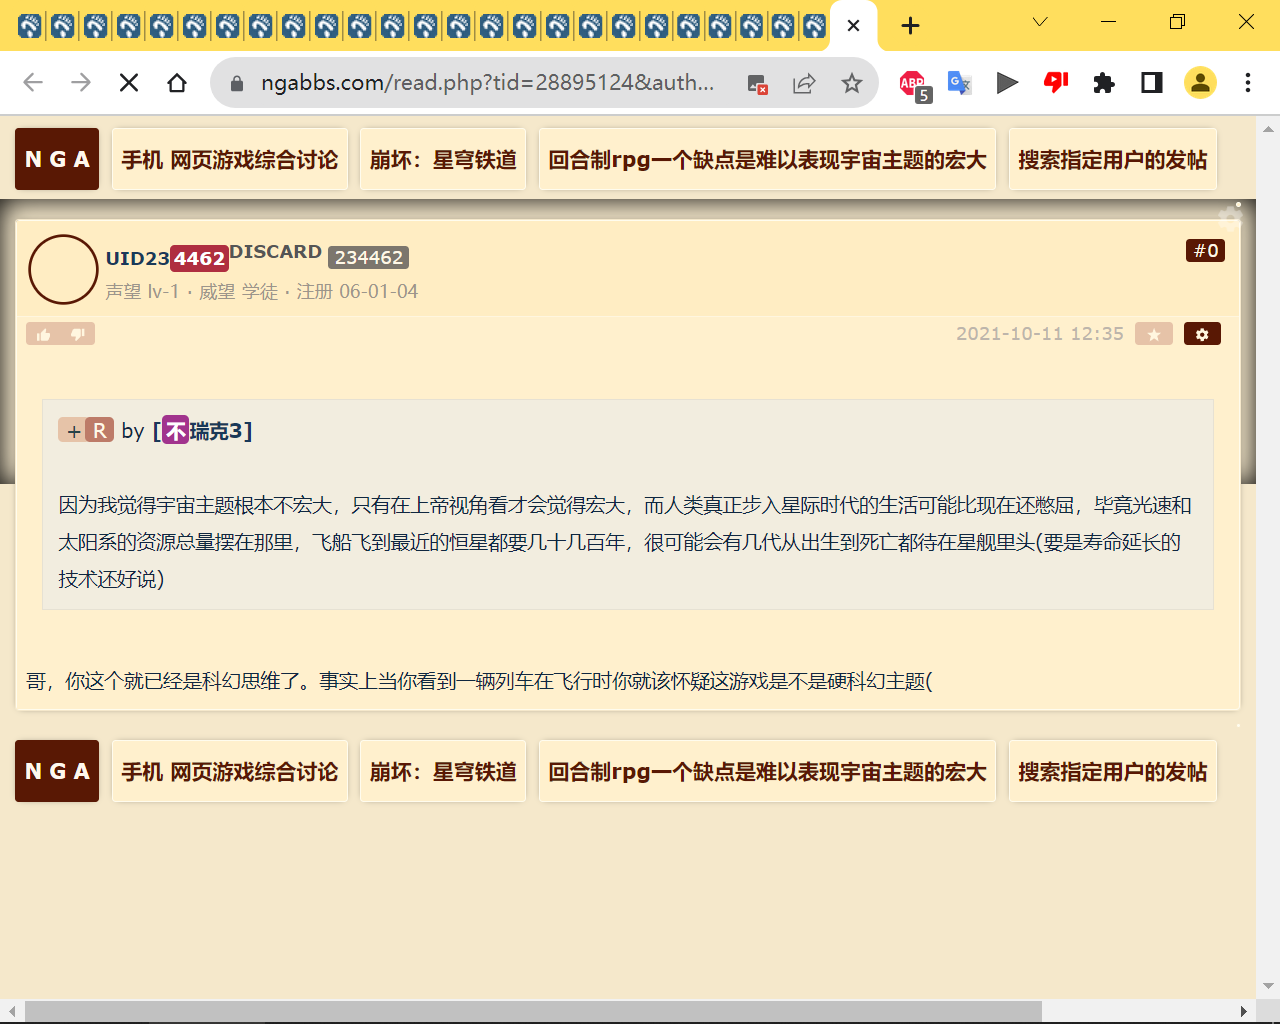 ngabbs.com/read.php?tid=28895124&auth...
ABP
5
N G A
手机 网页游戏综合讨论
崩坏：星穹铁道
回合制rpg一个缺点是难以表现宇宙主题的宏大
搜索指定用户的发帖
UID234462 DISCARD 234462
#0
声望 lv-1 · 威望 学徒 · 注册 06-01-04
2021-10-11 12:35
+ R by [不瑞克3]
因为我觉得宇宙主题根本不宏大，只有在上帝视角看才会觉得宏大，而人类真正步入星际时代的生活可能比现在还憋屈，毕竟光速和
太阳系的资源总量摆在那里，飞船飞到最近的恒星都要几十几百年，很可能会有几代从出生到死亡都待在星舰里头(要是寿命延长的
技术还好说)
哥，你这个就已经是科幻思维了。事实上当你看到一辆列车在飞行时你就该怀疑这游戏是不是硬科幻主题(
N G A
手机 网页游戏综合讨论
崩坏：星穹铁道
回合制rpg一个缺点是难以表现宇宙主题的宏大
搜索指定用户的发帖